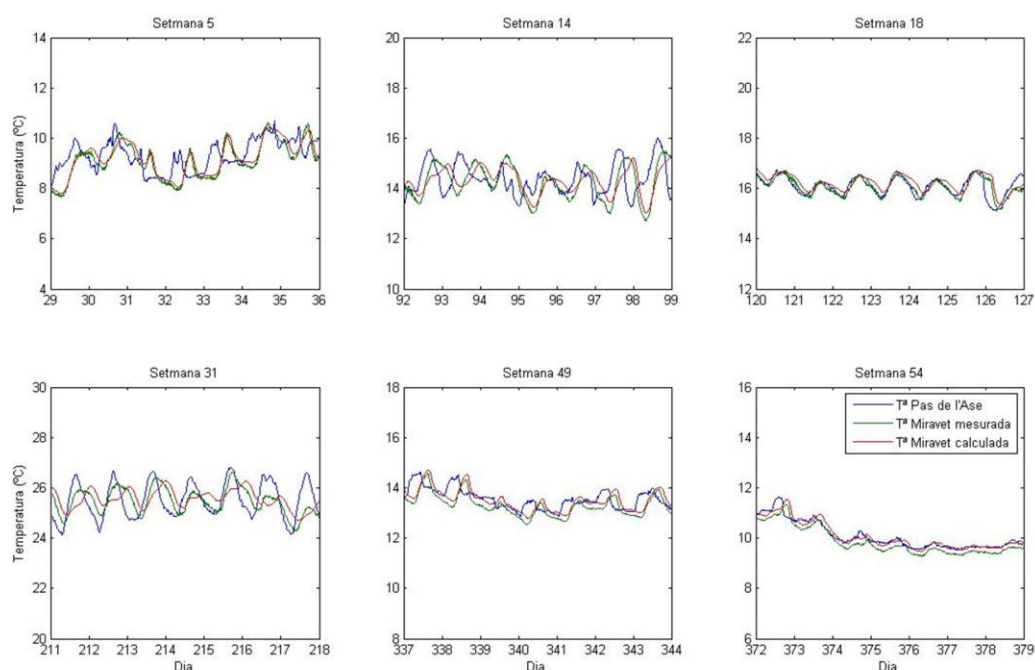 Setmana 5
Setmana 14
Setmana 18
Temperatura (ºC)
14
12
10
8
6
4
29 30 31 32 33 34 35 36
20
18
16
14
12
10
92 93 94 95 96 97 98 99
22
20
18
16
14
12
120 121 122 123 124 125 126 127
Setmana 31
Setmana 49
Setmana 54
Temperatura (ºC)
30
28
26
24
22
20
211 212 213 214 215 216 217 218
Dia
18
16
14
12
10
8
6
337 338 339 340 341 342 343 344
Dia
16
14
12
10
8
6
372 373 374 375 376 377 378 379
Dia
Tª Pas de l'Ase
Tª Miravet mesurada
Tª Miravet calculada